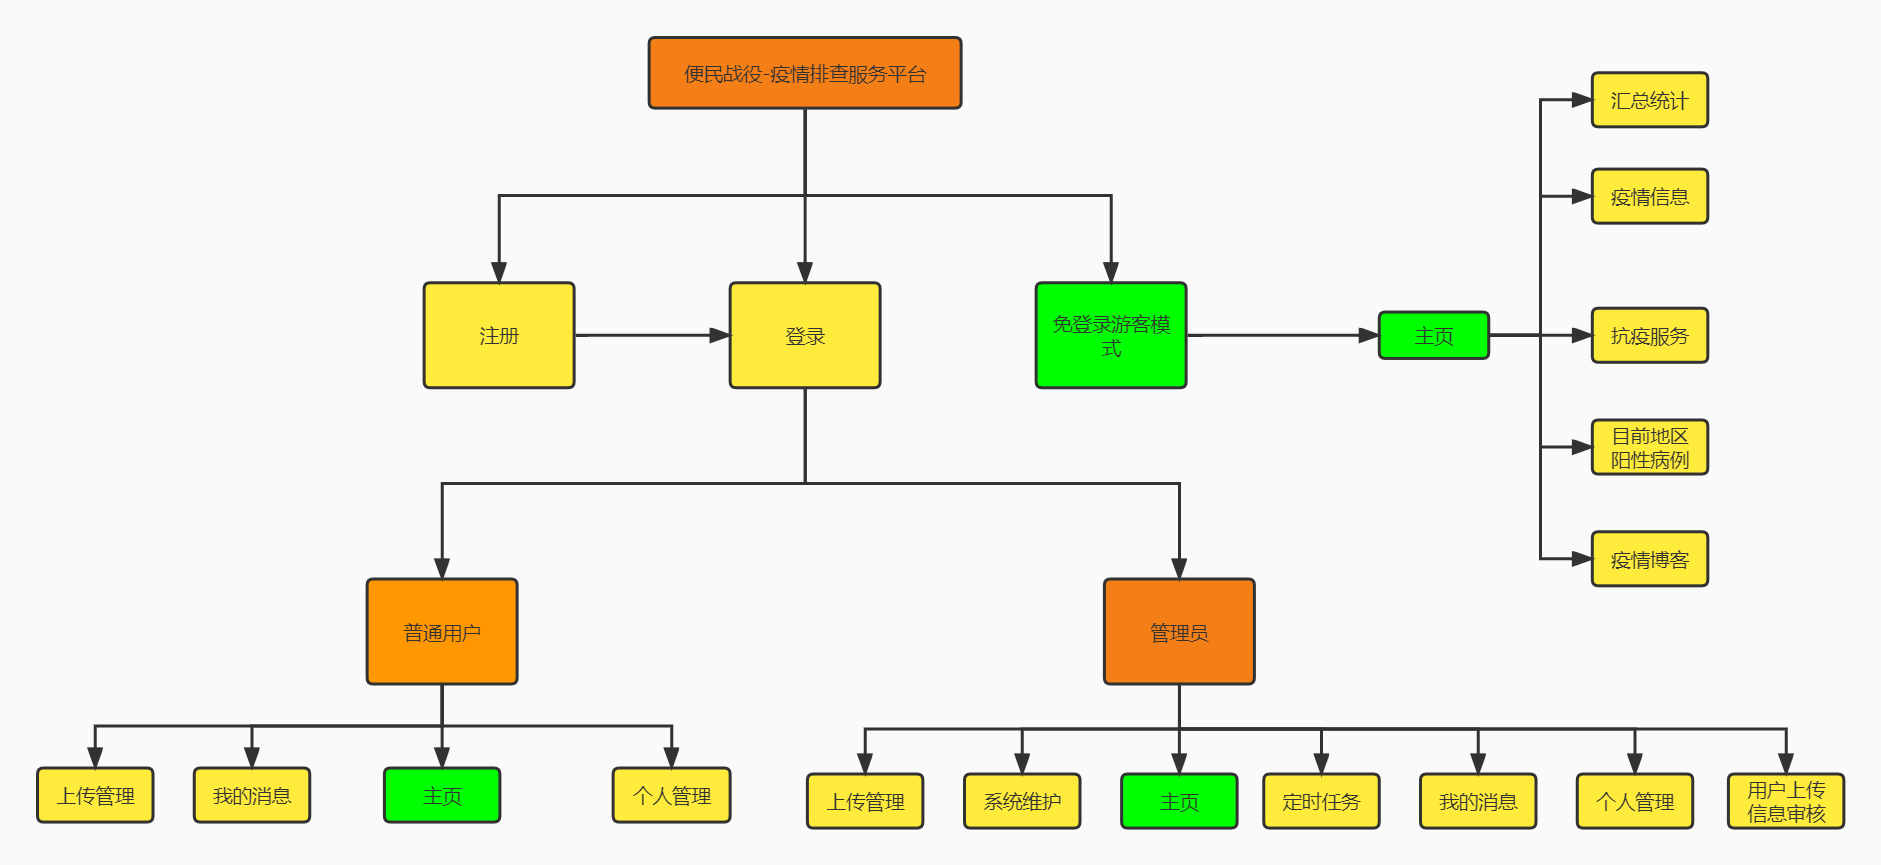 便民战役-疫情排查服务平台
汇总统计
疫情信息
注册
登录
免登录游客模
式
主页
抗疫服务
目前地区
阳性病例
疫情博客
普通用户
管理员
上传管理
我的消息
主页
个人管理
上传管理
系统维护
主页
定时任务
我的消息
个人管理
用户上传
信息审核